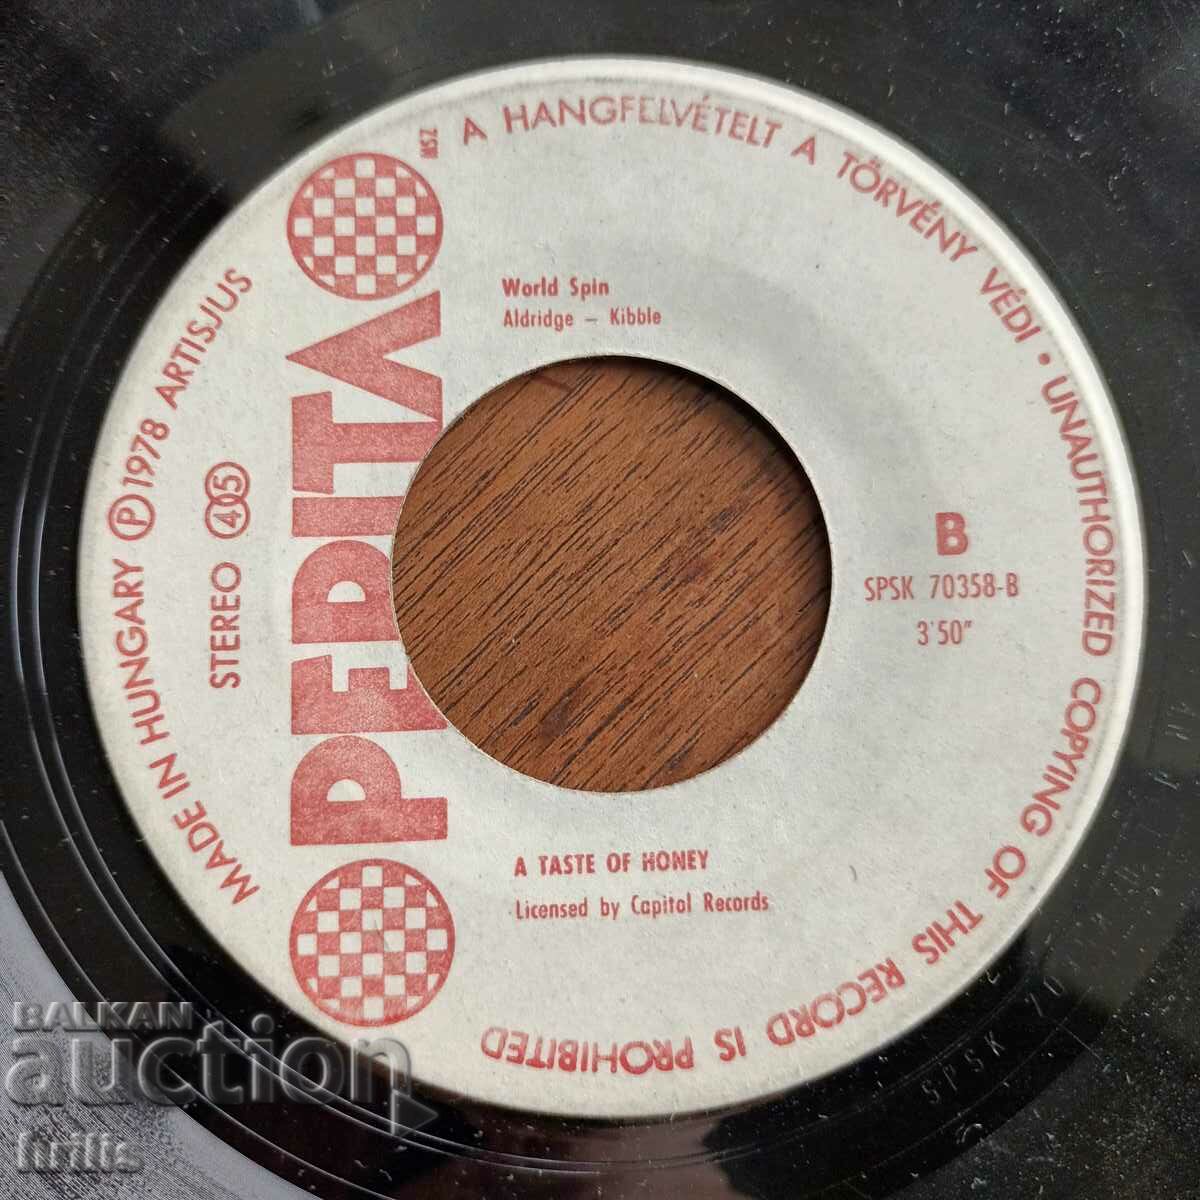 A HANGFELVÉTELT A TÖRVÉNY VÉDI • UNAUTHORIZED COPYING OF THIS RECORD IS PROHIBITED
MADE IN HUNGARY Ⓟ 1978 ARTISJUS
STEREO 45
PEPITA
MSZ
World Spin
Aldridge – Kibble
B
SPSK 70358-B
3'50"
A TASTE OF HONEY
Licensed by Capitol Records
SPSK 70
BALKAN
auction
hrilis